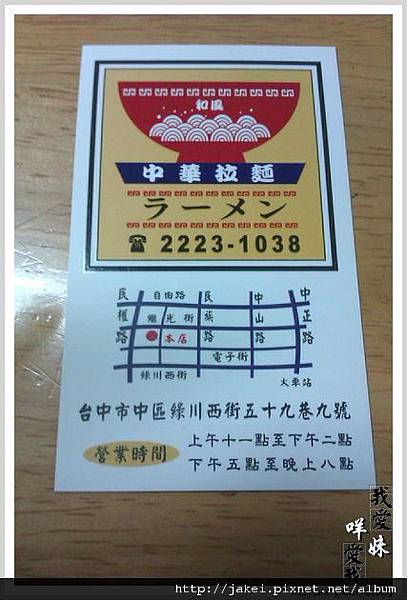 和風
中華拉麵
ラーメン
☎ 2223-1038
民權路
自由路
繼光街
民族路
中山路
中正路
本店
電子街
綠川西街
火車站
台中市中區綠川西街五十九巷九號
營業時間
上午十一點至下午二點
下午五點至晚上八點
我愛
咩妹
愛我
http://jakei.pixnet.net/album